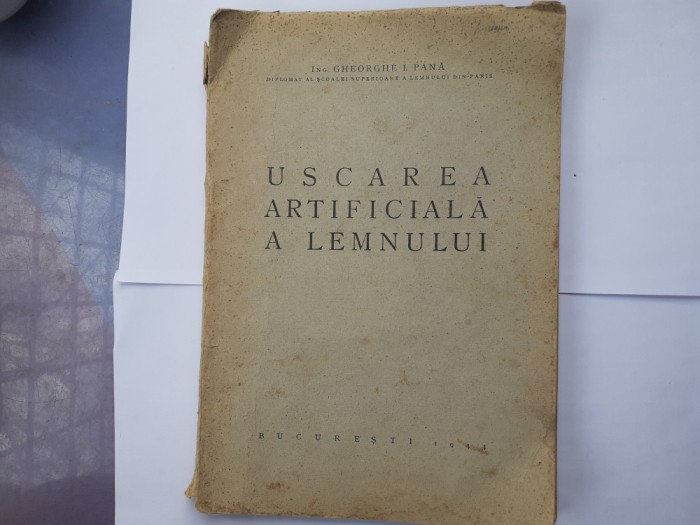 Ing. GHEORGHE I. PÂNĂ
DIPLOMAT AL ȘCOALEI SUPERIOARE A LEMNULUI DIN PARIS
USCAREA
ARTIFICIALĂ
A LEMNULUI
BUCUREȘTI